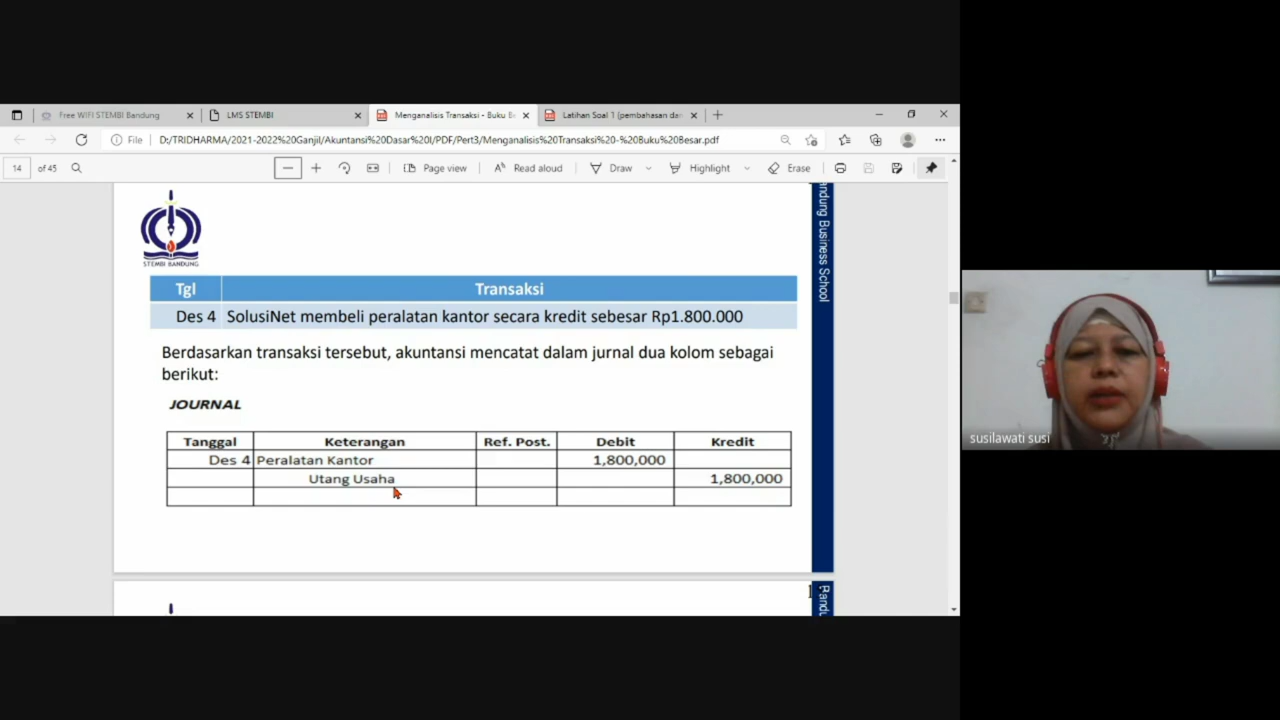 Free WIFI STEMBI Bandung
LMS STEMBI
Menganalisis Transaksi - Buku B
Latihan Soal 1 (pembahasan dan
File
D:/TRIDHARMA/2021-2022%20Ganjil/Akuntansi%20Dasar%20I/PDF/Pert3/Menganalisis%20Transaksi%20-%20Buku%20Besar.pdf
14 of 45
Page view
Read aloud
Draw
Highlight
Erase
STEMBI BANDUNG
andung Business School
Tgl Transaksi
Des 4 SolusiNet membeli peralatan kantor secara kredit sebesar Rp1.800.000
Berdasarkan transaksi tersebut, akuntansi mencatat dalam jurnal dua kolom sebagai
berikut:
JOURNAL
Tanggal Keterangan Ref. Post. Debit Kredit
Des 4 Peralatan Kantor 1,800,000
Utang Usaha 1,800,000
susilawati susi